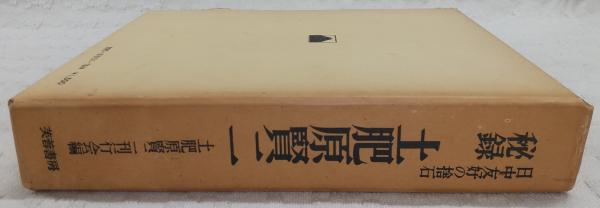 秘録
日中友好の捨石
土肥原賢二
土肥原賢二刊行会編
芙蓉書房